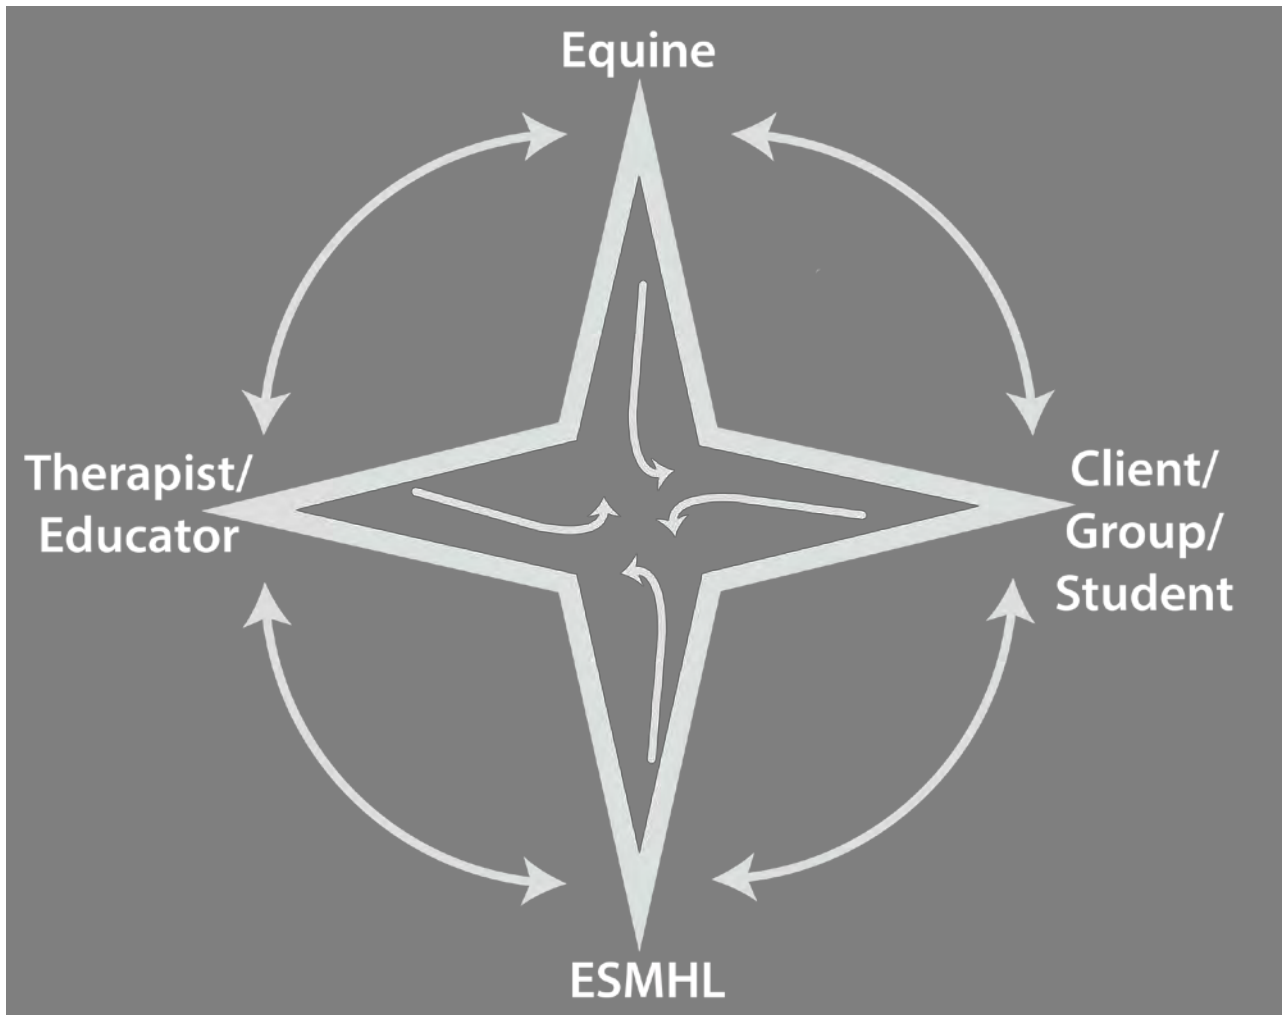 Equine
Therapist/
Educator
Client/
Group/
Student
ESMHL